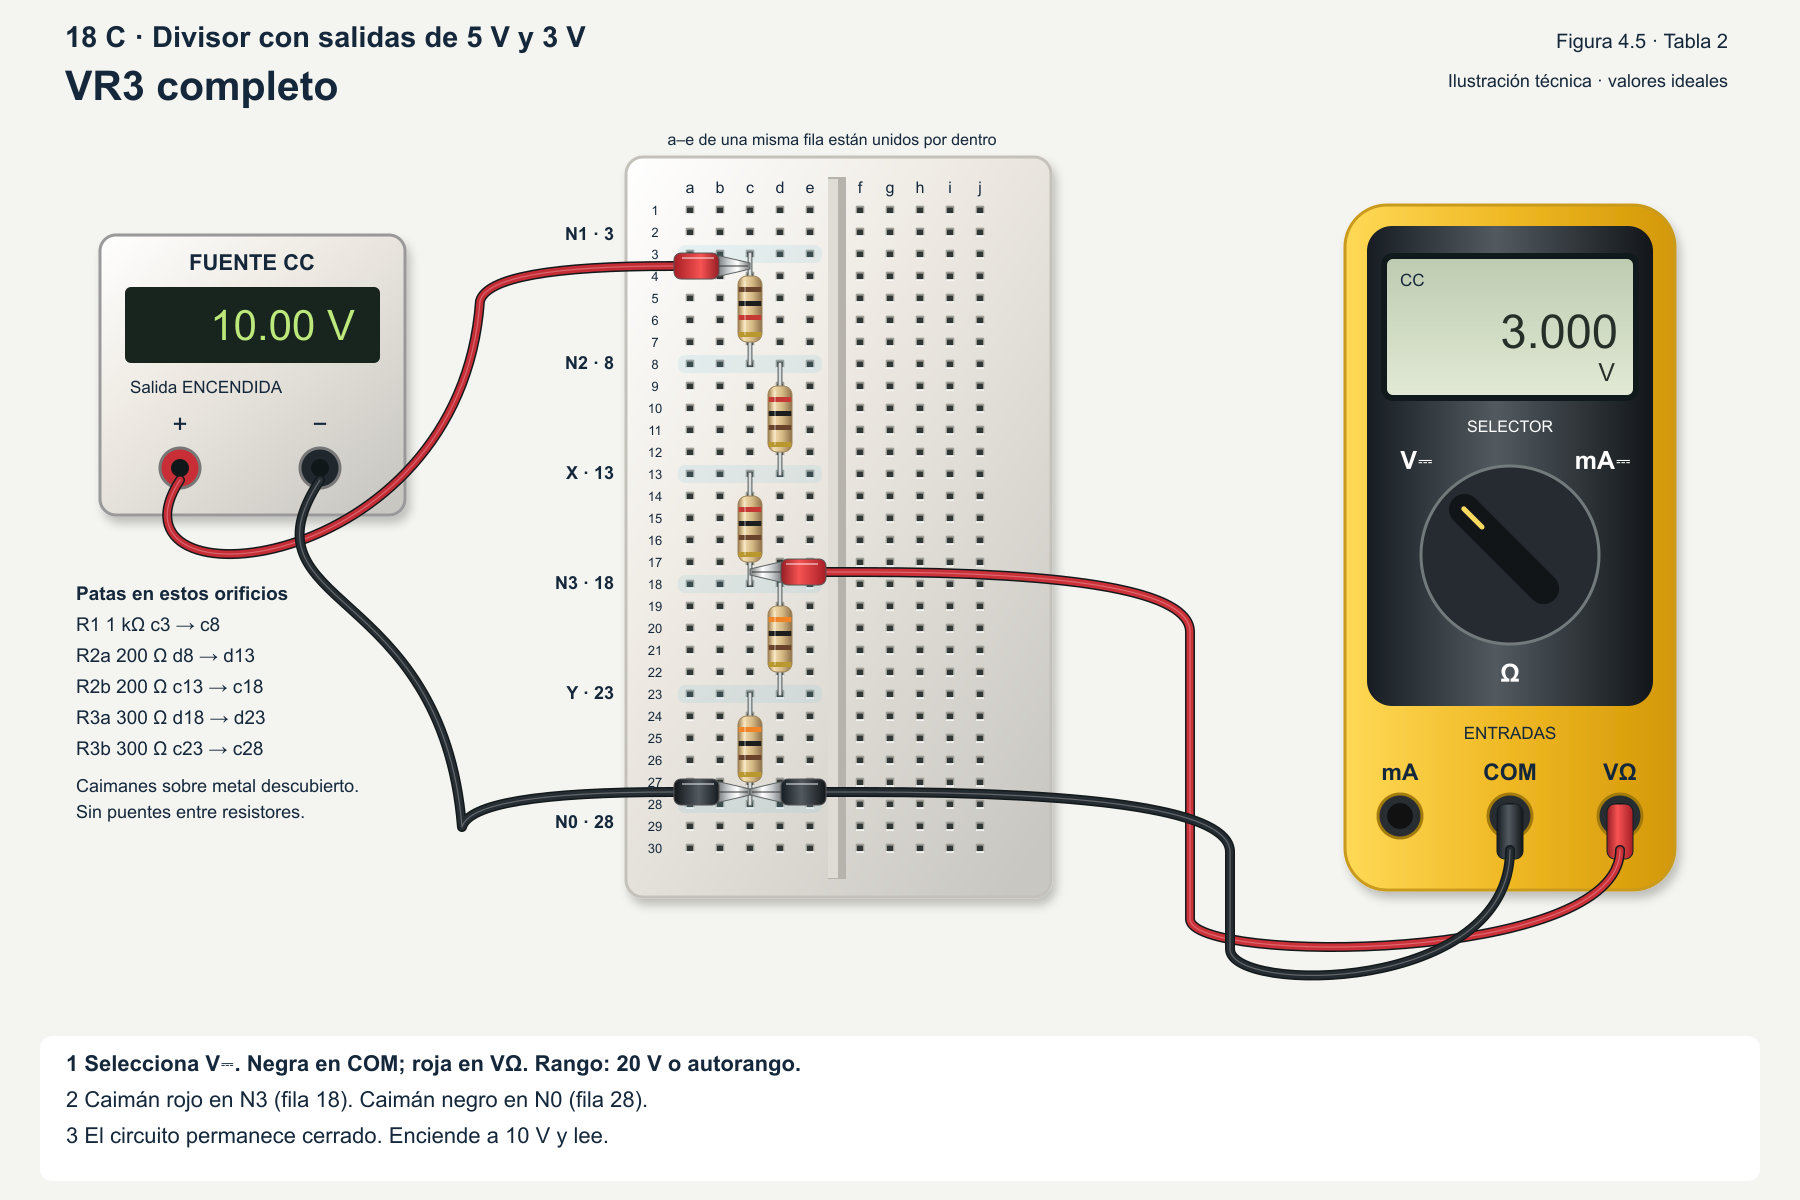 18 C · Divisor con salidas de 5 V y 3 V
VR3 completo
Figura 4.5 · Tabla 2
Ilustración técnica · valores ideales
a–e de una misma fila están unidos por dentro
a b c d e f g h i j
1
2
3
4
5
6
7
8
9
10
11
12
13
14
15
16
17
18
19
20
21
22
23
24
25
26
27
28
29
30
N1 · 3
N2 · 8
X · 13
N3 · 18
Y · 23
N0 · 28
FUENTE CC
10.00 V
Salida ENCENDIDA
+ −
Patas en estos orificios
R1 1 kΩ c3 → c8
R2a 200 Ω d8 → d13
R2b 200 Ω c13 → c18
R3a 300 Ω d18 → d23
R3b 300 Ω c23 → c28
Caimanes sobre metal descubierto.
Sin puentes entre resistores.
CC
3.000
V
SELECTOR
V⎓ mA⎓
Ω
ENTRADAS
mA COM VΩ
1 Selecciona V⎓. Negra en COM; roja en VΩ. Rango: 20 V o autorango.
2 Caimán rojo en N3 (fila 18). Caimán negro en N0 (fila 28).
3 El circuito permanece cerrado. Enciende a 10 V y lee.